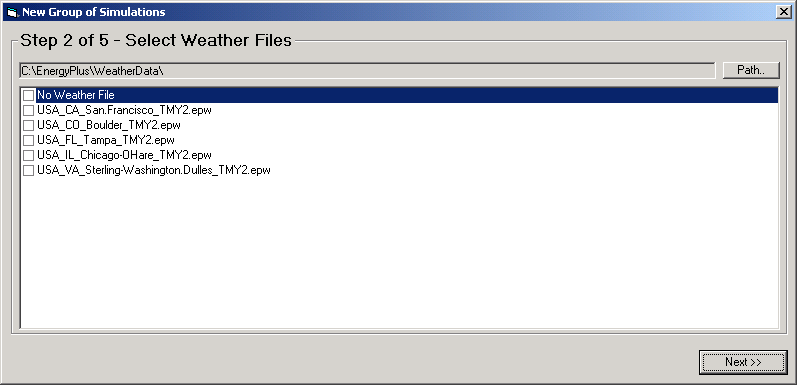 New Group of Simulations
Step 2 of 5 - Select Weather Files
C:\EnergyPlus\WeatherData\
Path..
No Weather File
USA_CA_San.Francisco_TMY2.epw
USA_CO_Boulder_TMY2.epw
USA_FL_Tampa_TMY2.epw
USA_IL_Chicago-OHare_TMY2.epw
USA_VA_Sterling-Washington.Dulles_TMY2.epw
Next >>